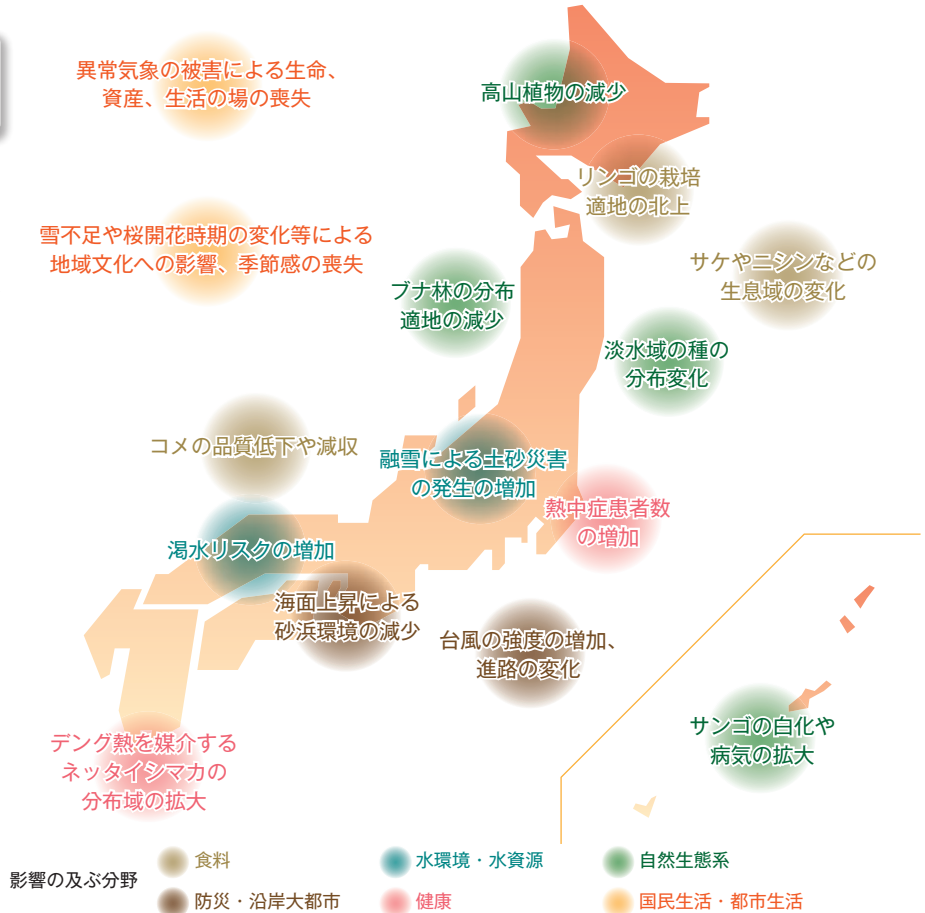 異常気象の被害による生命、
資産、生活の場の喪失
高山植物の減少
リンゴの栽培
適地の北上
雪不足や桜開花時期の変化等による
地域文化への影響、季節感の喪失
サケやニシンなどの
生息域の変化
ブナ林の分布
適地の減少
淡水域の種の
分布変化
コメの品質低下や減収
融雪による土砂災害
の発生の増加
熱中症患者数
の増加
渇水リスクの増加
海面上昇による
砂浜環境の減少
台風の強度の増加、
進路の変化
サンゴの白化や
病気の拡大
デング熱を媒介する
ネッタイシマカの
分布域の拡大
影響の及ぶ分野
食料
水環境・水資源
自然生態系
防災・沿岸大都市
健康
国民生活・都市生活